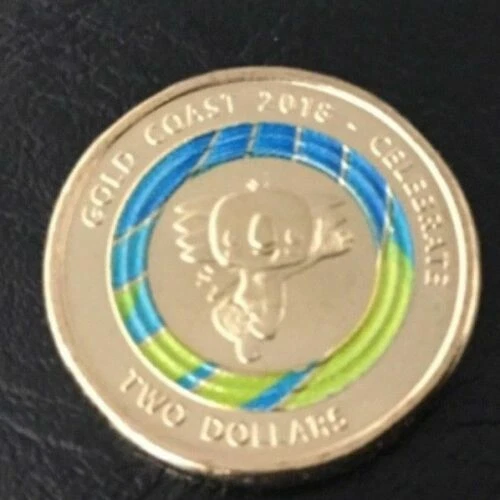 GOLD COAST 2018 - CELEBRATE
TWO DOLLARS